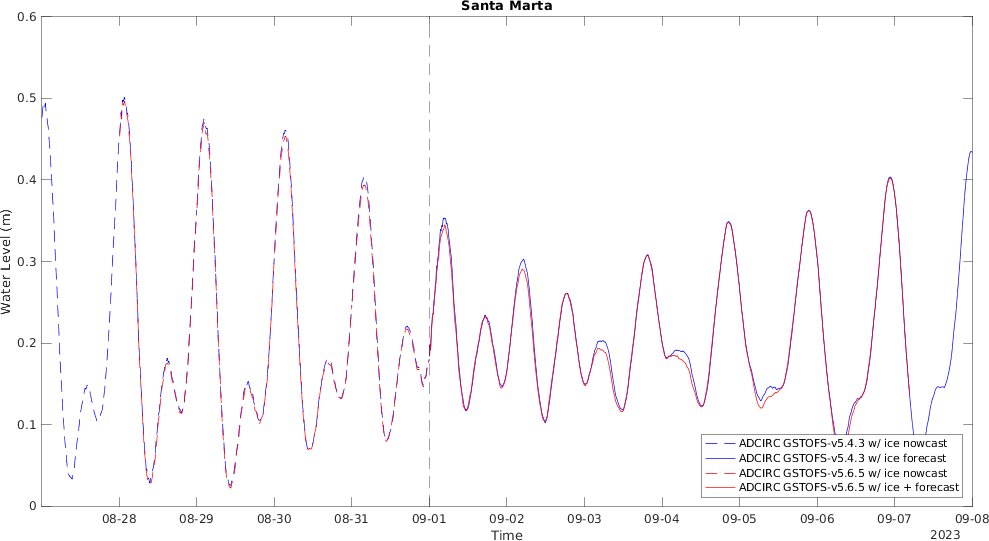 Santa Marta
0.6
0.5
0.4
0.3
0.2
0.1
0
Water Level (m)
08-28 08-29 08-30 08-31 09-01 09-02 09-03 09-04 09-05 09-06 09-07 09-08
Time
2023
ADCIRC GSTOFS-v5.4.3 w/ ice nowcast
ADCIRC GSTOFS-v5.4.3 w/ ice forecast
ADCIRC GSTOFS-v5.6.5 w/ ice nowcast
ADCIRC GSTOFS-v5.6.5 w/ ice + forecast